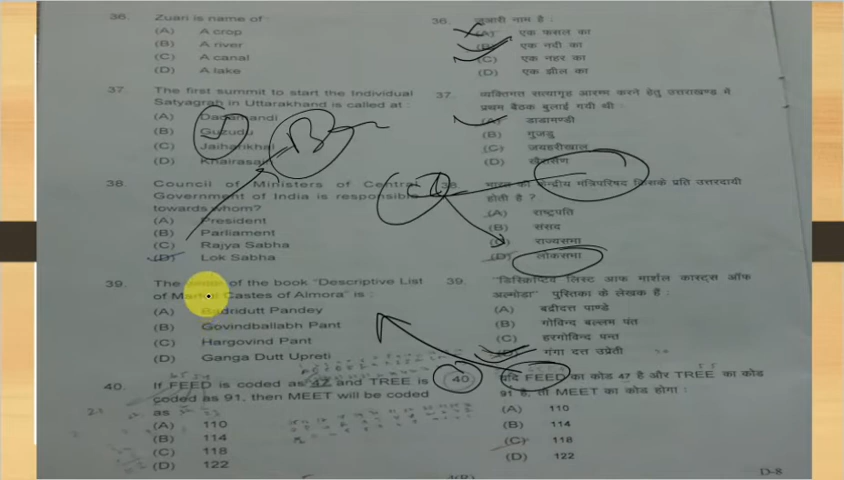 36. Zuari is name of
(A) A crop
(B) A river
(C) A canal
(D) A lake
37. The first summit to start the Individual
Satyagrah in Uttarakhand is called at :
(A)
(B) Guzudu
(C) Jaiharikhal
(D) Khairasain
38. Council of Ministers of Central
Government of India is responsible
towards whom?
(A) President
(B) Parliament
(C) Rajya Sabha
(D) Lok Sabha
39. The of the book "Descriptive List
of Castes of Almora" is :
(A) Badridutt Pandey
(B) Govindballabh Pant
(C) Hargovind Pant
(D) Ganga Dutt Upreti
40. If FEED is coded as 47 and TREE is
coded as 91, then MEET will be coded
as
(A) 110
(B) 114
(C) 118
(D) 122
36. जुआरी नाम है :
(A) एक फसल का
(B) एक नदी का
(C) एक नहर का
(D) एक झील का
37. व्यक्तिगत सत्याग्रह आरम्भ करने हेतु उत्तराखण्ड में
प्रथम बैठक बुलाई गयी थी :
(A) डाडामण्डी
(B) गुजडू
(C) जयहरीखाल
(D) खैरासैण
38. भारत की केन्द्रीय मंत्रिपरिषद किसके प्रति उत्तरदायी
होती है ?
(A) राष्ट्रपति
(B) संसद
(C) राज्यसभा
(D) लोकसभा
39. "डिस्क्रिप्टिव लिस्ट आफ मार्शल कास्ट्स ऑफ
अल्मोडा" पुस्तिका के लेखक हैं :
(A) बद्रीदत्त पाण्डे
(B) गोविन्द बल्लभ पंत
(C) हरगोविन्द पन्त
(D) गंगा दत्त उप्रेती
40 यदि FEED का कोड 47 है और TREE का कोड
91 है, तो MEET का कोड होगा :
(A) 110
(B) 114
(C) 118
(D) 122
D-8